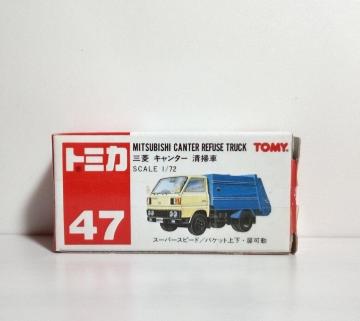 トミカ
47
MITSUBISHI CANTER REFUSE TRUCK
TOMY
三菱 キャンター 清掃車
SCALE 1/72
スーパースピード/バケット上下・扉可動